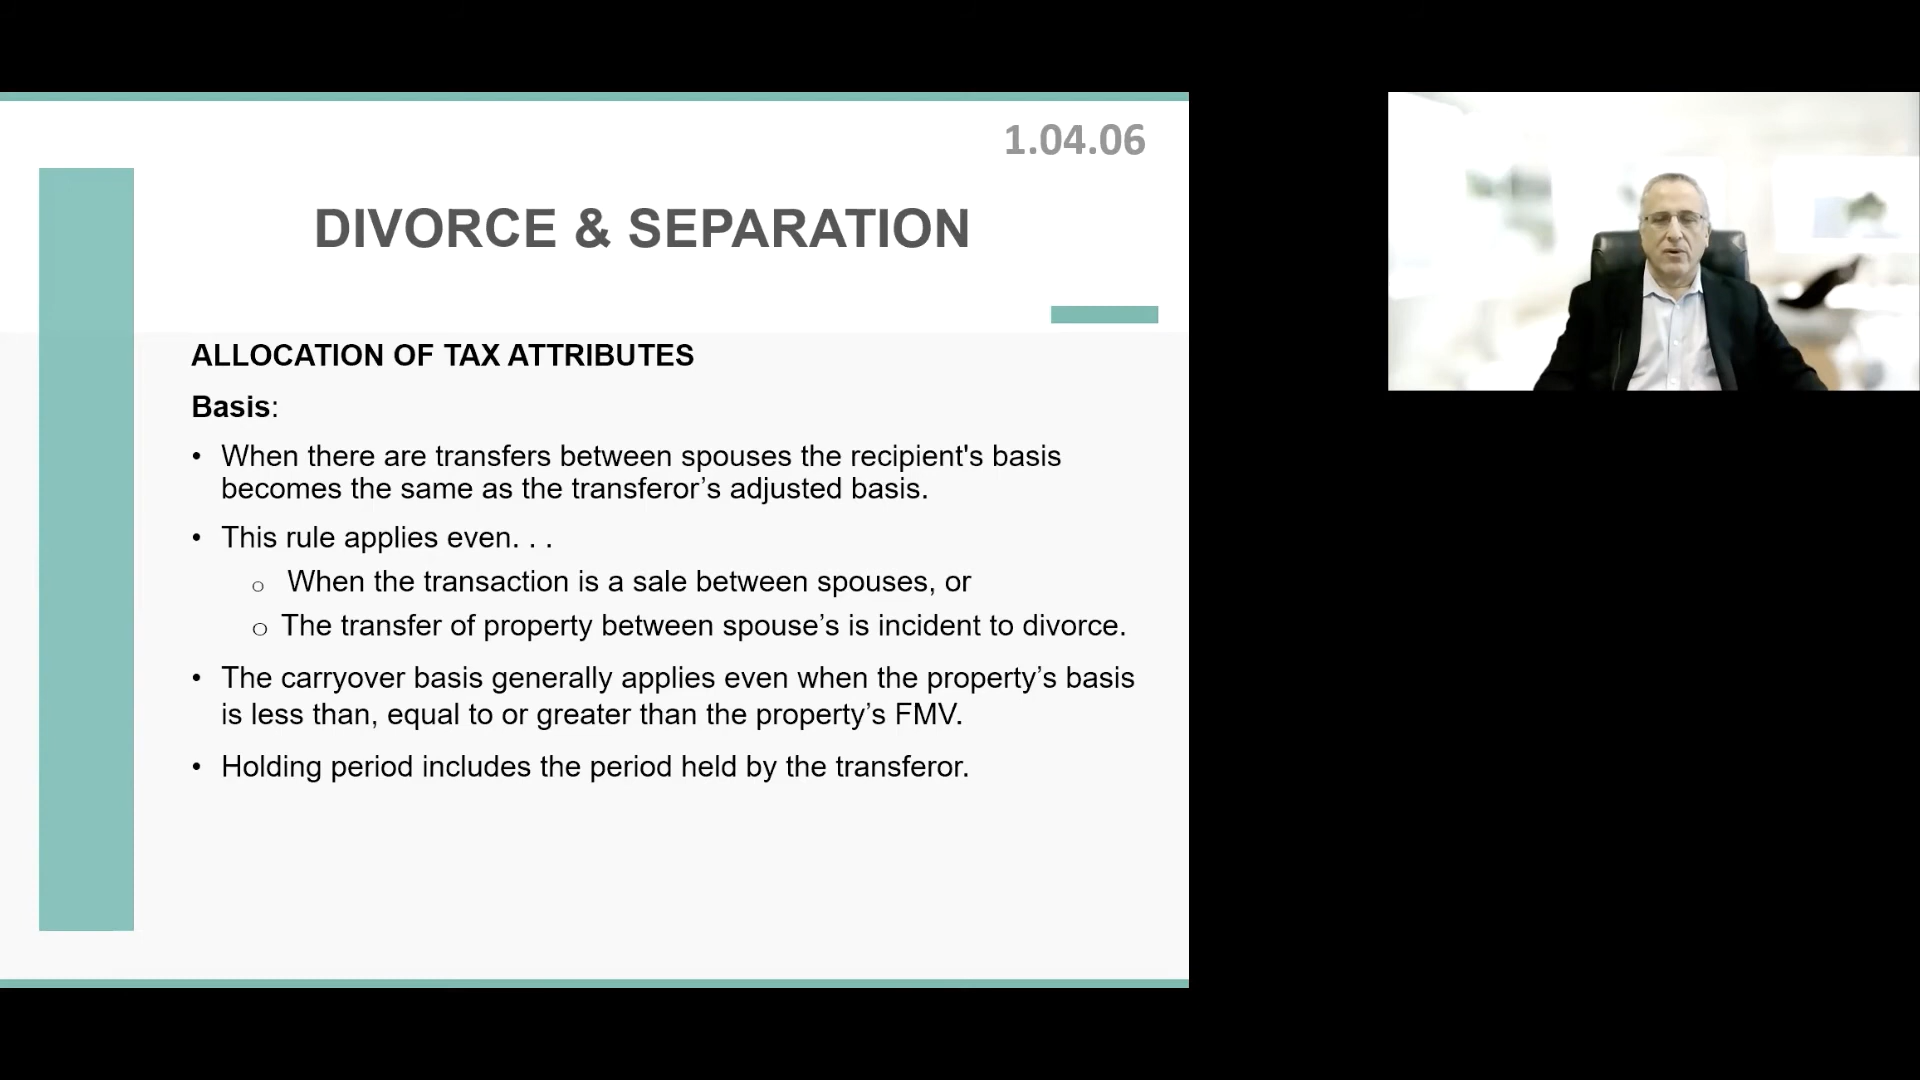 1.04.06
DIVORCE & SEPARATION
ALLOCATION OF TAX ATTRIBUTES
Basis:
• When there are transfers between spouses the recipient's basis
becomes the same as the transferor’s adjusted basis.
• This rule applies even. . .
o When the transaction is a sale between spouses, or
o The transfer of property between spouse’s is incident to divorce.
• The carryover basis generally applies even when the property’s basis
is less than, equal to or greater than the property’s FMV.
• Holding period includes the period held by the transferor.